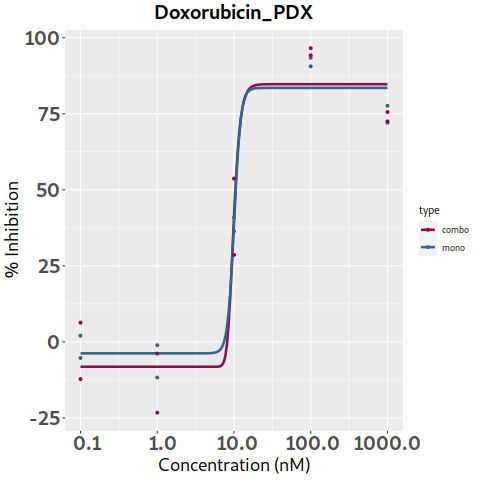 Doxorubicin_PDX
% Inhibition
100
75
50
25
0
-25
0.1 1.0 10.0 100.0 1000.0
Concentration (nM)
type
combo
mono